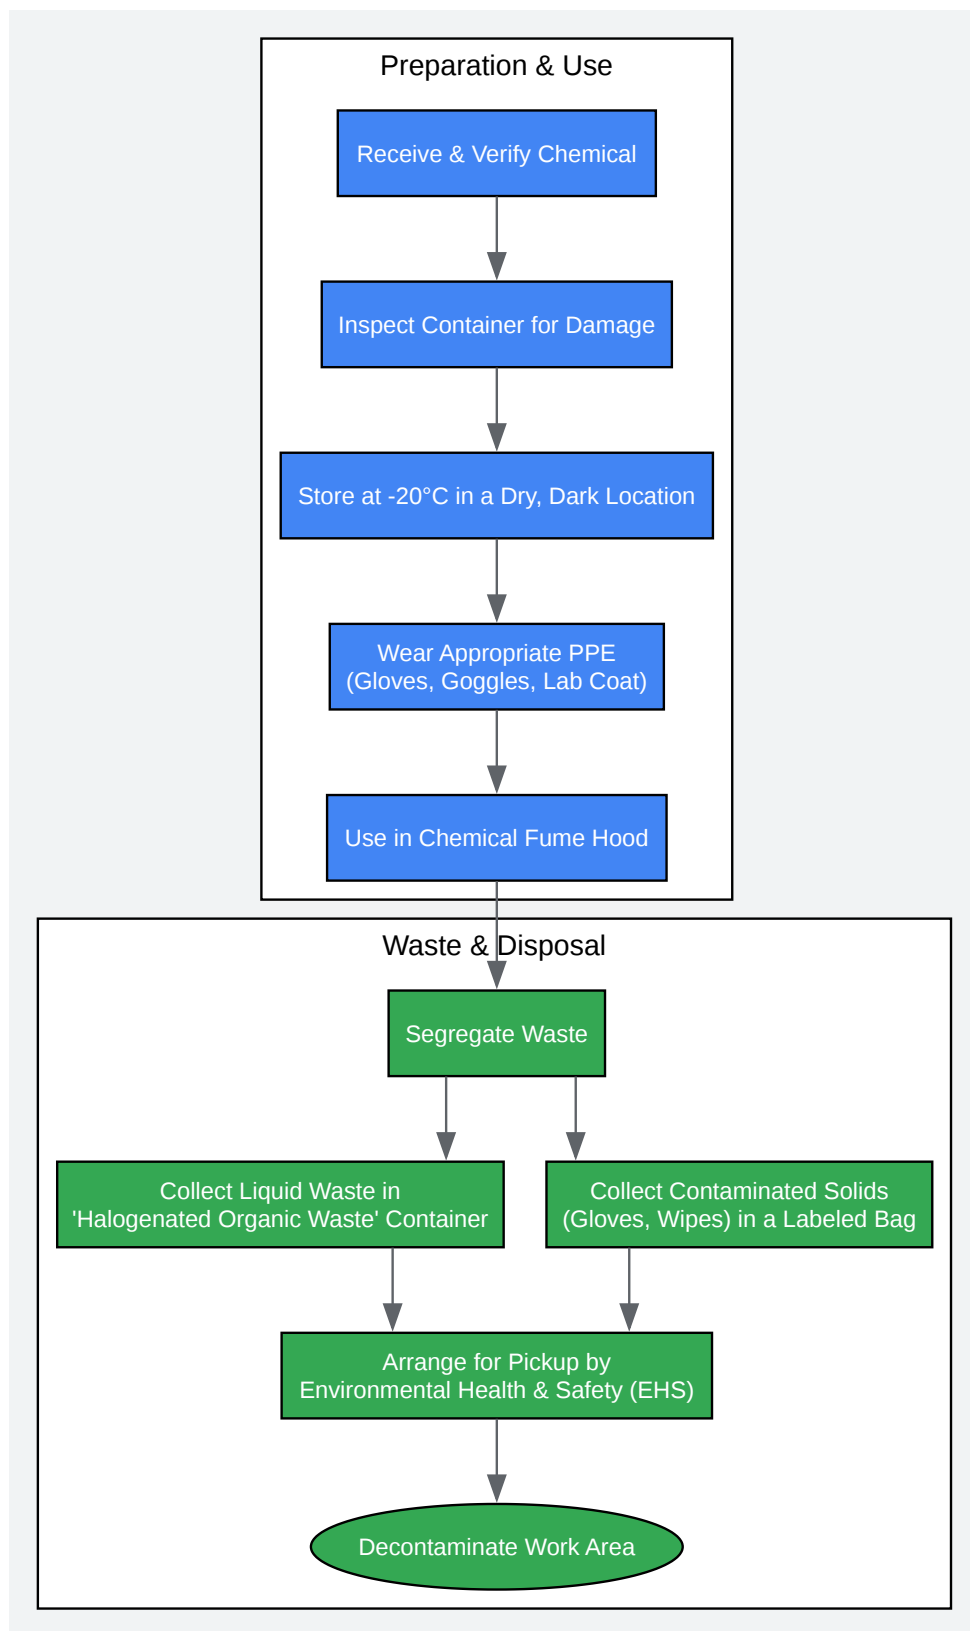 Preparation & Use
Receive & Verify Chemical
Inspect Container for Damage
Store at -20°C in a Dry, Dark Location
Wear Appropriate PPE
(Gloves, Goggles, Lab Coat)
Use in Chemical Fume Hood
Waste & Disposal
Segregate Waste
Collect Liquid Waste in
'Halogenated Organic Waste' Container
Collect Contaminated Solids
(Gloves, Wipes) in a Labeled Bag
Arrange for Pickup by
Environmental Health & Safety (EHS)
Decontaminate Work Area